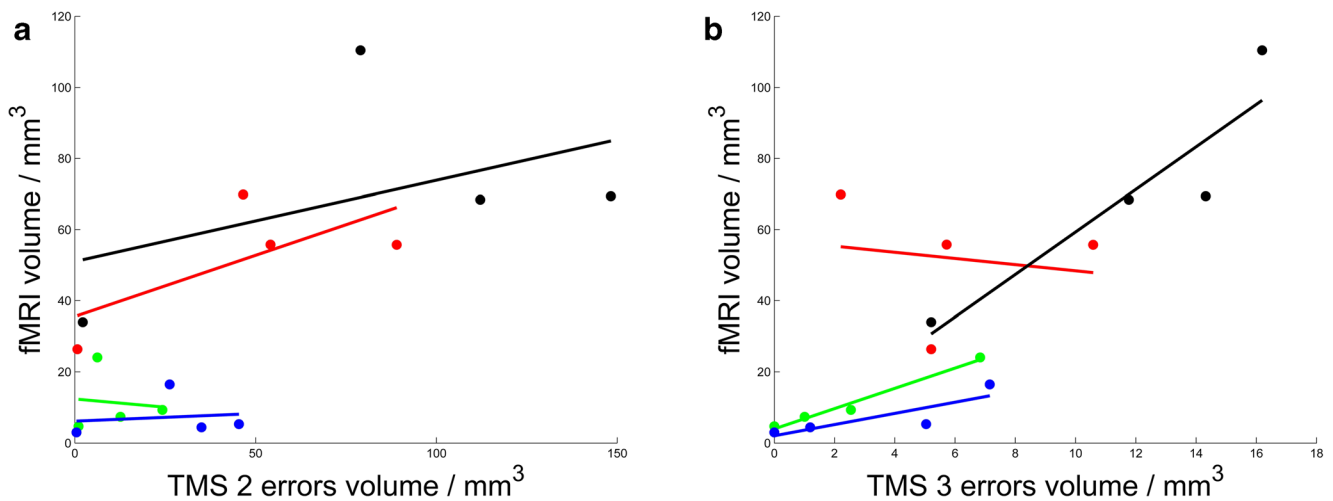 a
120
100
80
60
40
20
0
0 50 100 150
fMRI volume / mm³
TMS 2 errors volume / mm³
b
120
100
80
60
40
20
0
0 2 4 6 8 10 12 14 16 18
fMRI volume / mm³
TMS 3 errors volume / mm³